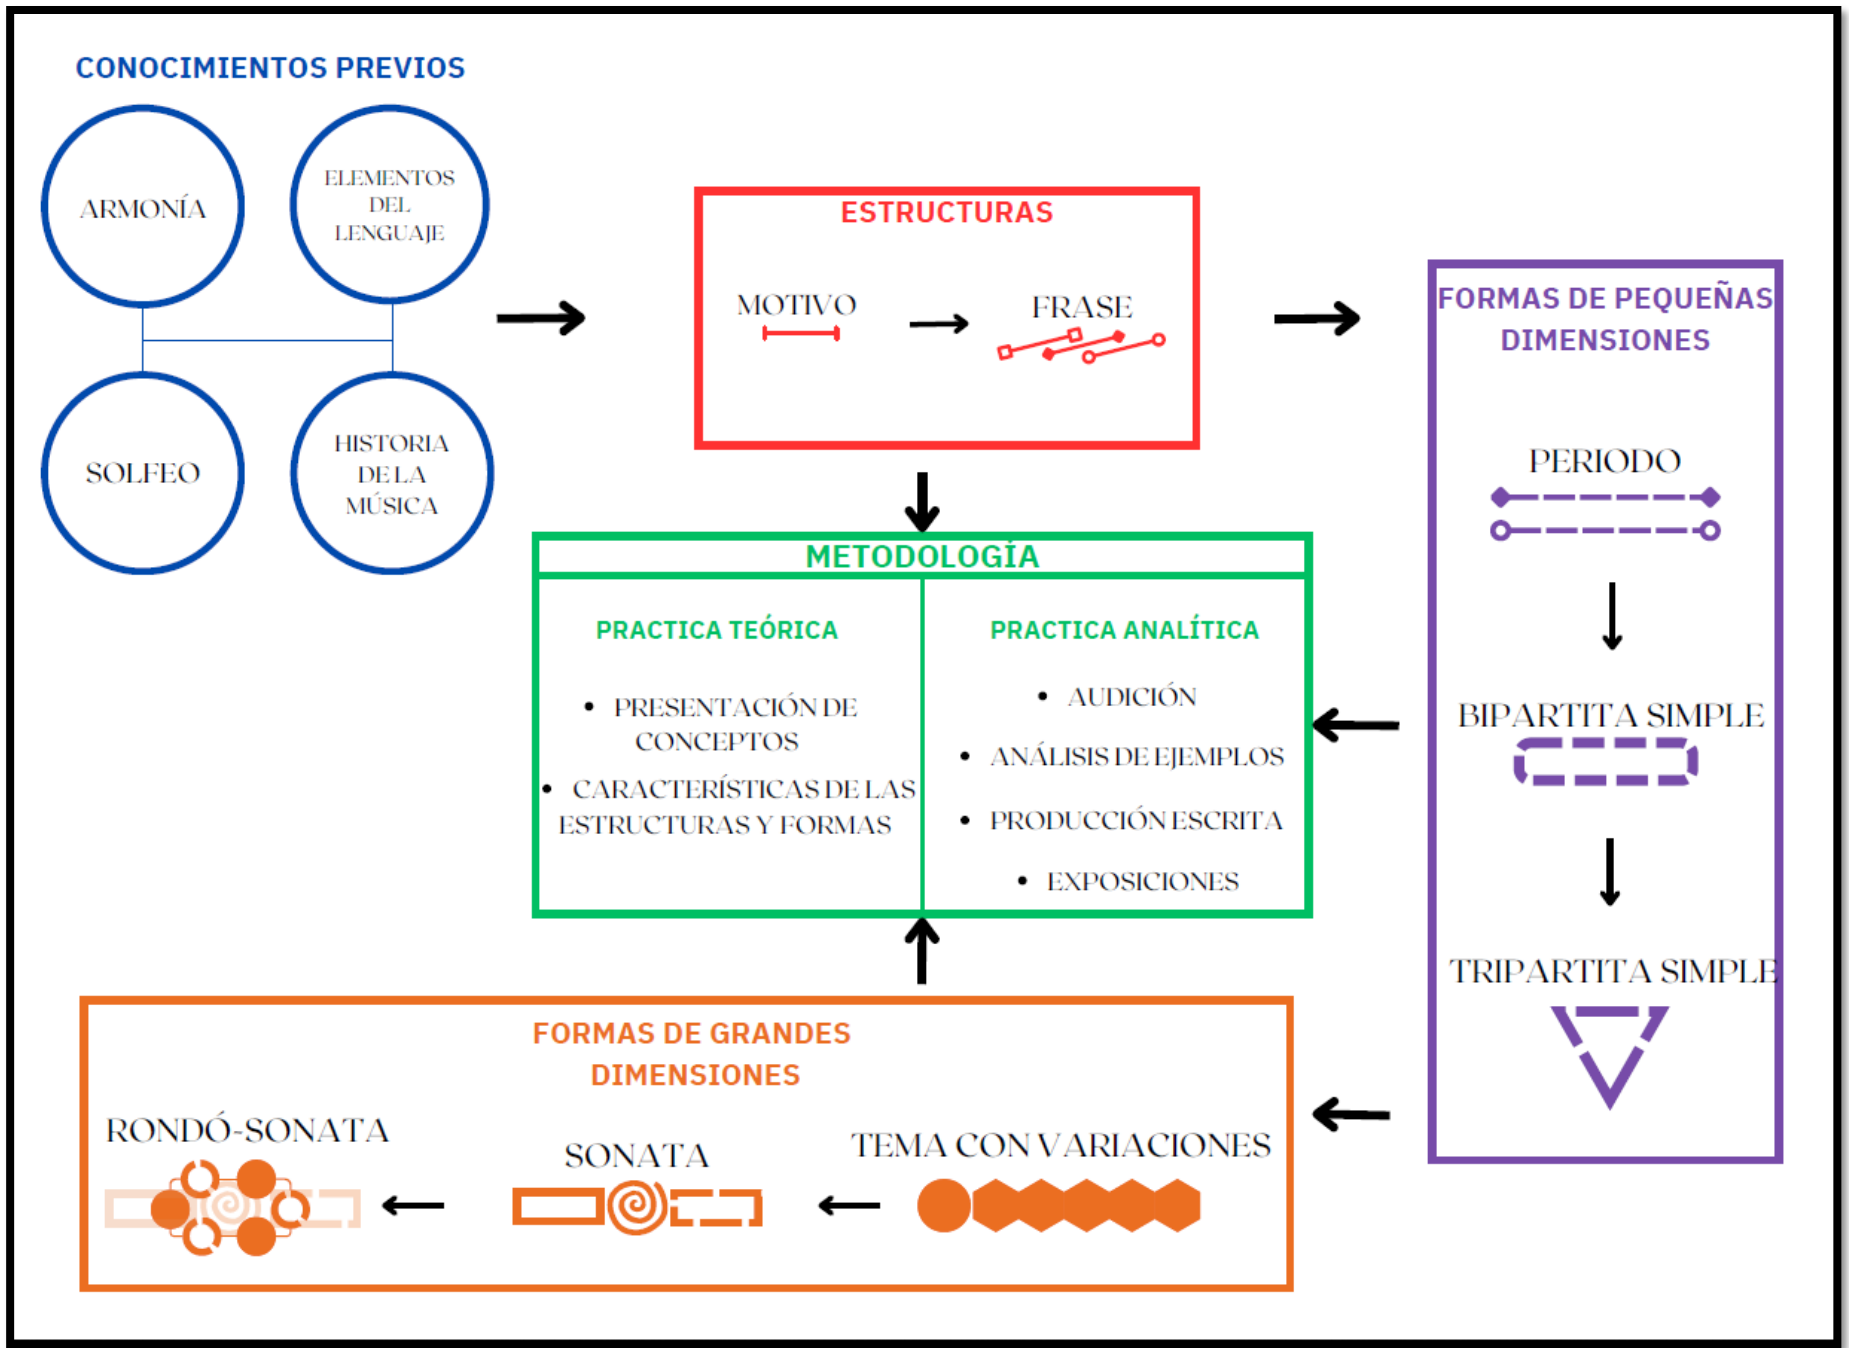 CONOCIMIENTOS PREVIOS
ARMONÍA
ELEMENTOS
DEL
LENGUAJE
SOLFEO
HISTORIA
DE LA
MÚSICA
ESTRUCTURAS
MOTIVO
FRASE
FORMAS DE PEQUEÑAS
DIMENSIONES
PERIODO
BIPARTITA SIMPLE
TRIPARTITA SIMPLE
METODOLOGÍA
PRACTICA TEÓRICA
• PRESENTACIÓN DE
CONCEPTOS
• CARACTERÍSTICAS DE LAS
ESTRUCTURAS Y FORMAS
PRACTICA ANALÍTICA
• AUDICIÓN
• ANÁLISIS DE EJEMPLOS
• PRODUCCIÓN ESCRITA
• EXPOSICIONES
FORMAS DE GRANDES
DIMENSIONES
RONDÓ-SONATA
SONATA
TEMA CON VARIACIONES